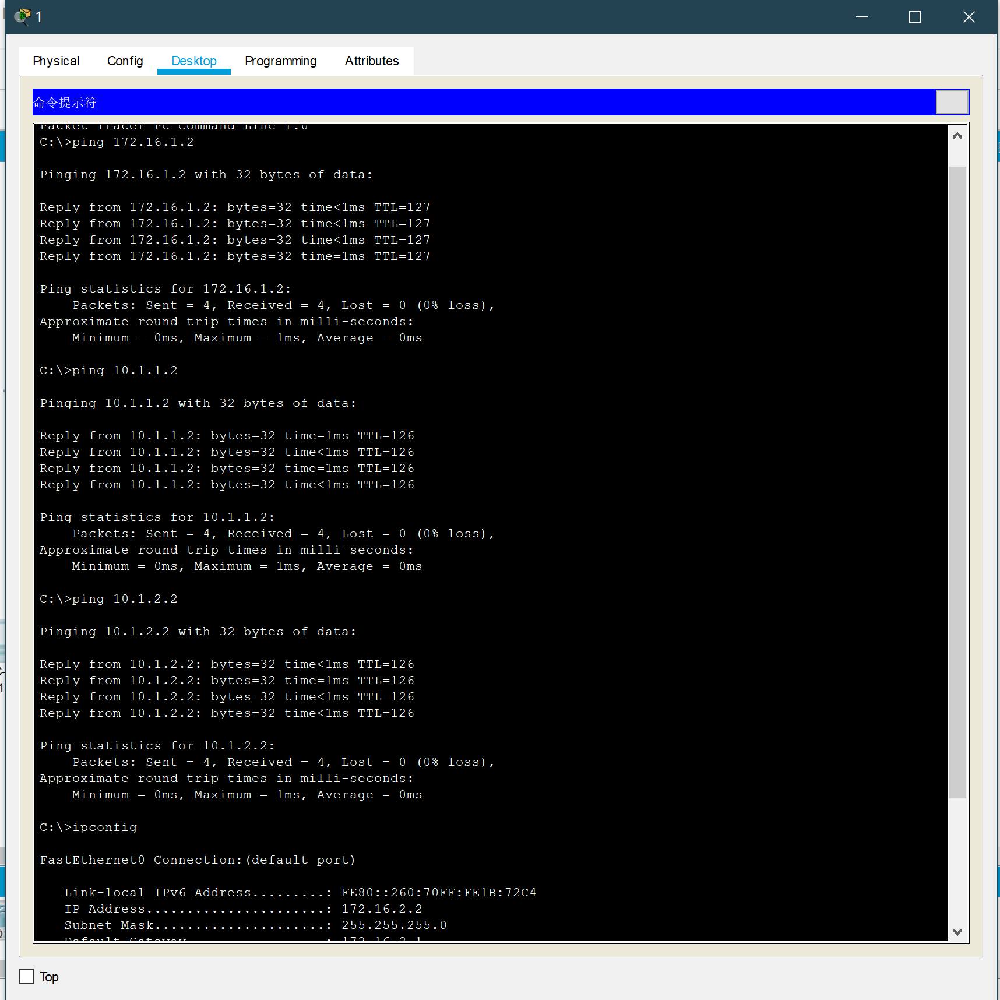 1
Physical Config Desktop Programming Attributes
命令提示符
Packet Tracer PC Command Line 1.0
C:\>ping 172.16.1.2
Pinging 172.16.1.2 with 32 bytes of data:
Reply from 172.16.1.2: bytes=32 time<1ms TTL=127
Reply from 172.16.1.2: bytes=32 time<1ms TTL=127
Reply from 172.16.1.2: bytes=32 time<1ms TTL=127
Reply from 172.16.1.2: bytes=32 time=1ms TTL=127
Ping statistics for 172.16.1.2:
Packets: Sent = 4, Received = 4, Lost = 0 (0% loss),
Approximate round trip times in milli-seconds:
Minimum = 0ms, Maximum = 1ms, Average = 0ms
C:\>ping 10.1.1.2
Pinging 10.1.1.2 with 32 bytes of data:
Reply from 10.1.1.2: bytes=32 time=1ms TTL=126
Reply from 10.1.1.2: bytes=32 time<1ms TTL=126
Reply from 10.1.1.2: bytes=32 time=1ms TTL=126
Reply from 10.1.1.2: bytes=32 time<1ms TTL=126
Ping statistics for 10.1.1.2:
Packets: Sent = 4, Received = 4, Lost = 0 (0% loss),
Approximate round trip times in milli-seconds:
Minimum = 0ms, Maximum = 1ms, Average = 0ms
C:\>ping 10.1.2.2
Pinging 10.1.2.2 with 32 bytes of data:
Reply from 10.1.2.2: bytes=32 time<1ms TTL=126
Reply from 10.1.2.2: bytes=32 time=1ms TTL=126
Reply from 10.1.2.2: bytes=32 time<1ms TTL=126
Reply from 10.1.2.2: bytes=32 time<1ms TTL=126
Ping statistics for 10.1.2.2:
Packets: Sent = 4, Received = 4, Lost = 0 (0% loss),
Approximate round trip times in milli-seconds:
Minimum = 0ms, Maximum = 1ms, Average = 0ms
C:\>ipconfig
FastEthernet0 Connection:(default port)
Link-local IPv6 Address.........: FE80::260:70FF:FE1B:72C4
IP Address......................: 172.16.2.2
Subnet Mask.....................: 255.255.255.0
Default Gateway.................: 172.16.2.1
Top